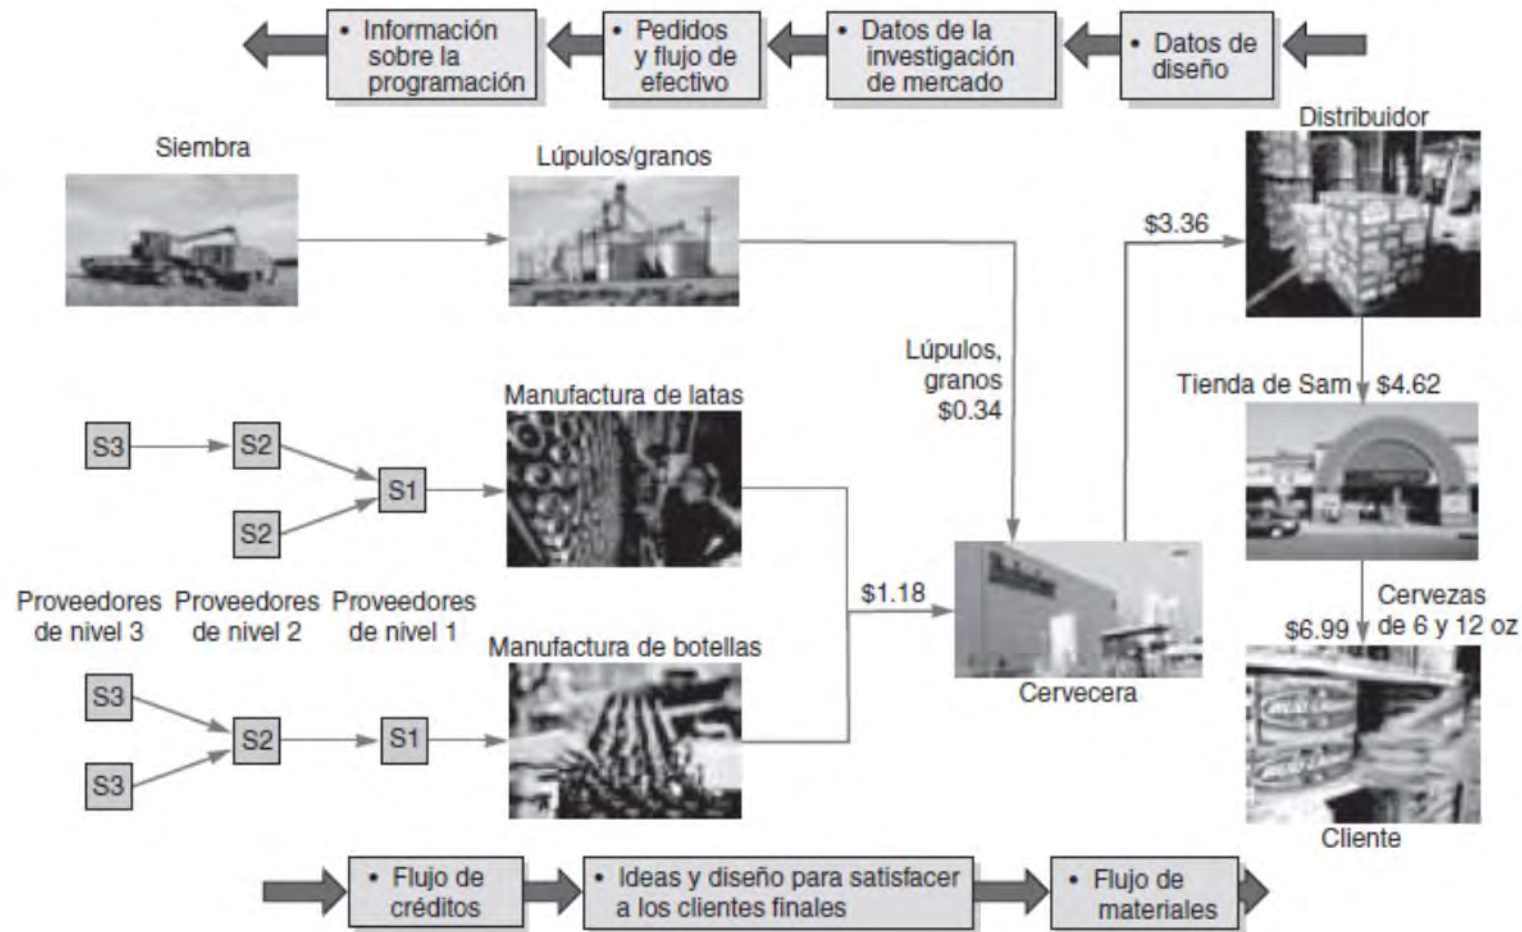 • Información
sobre la
programación
• Pedidos
y flujo de
efectivo
• Datos de la
investigación
de mercado
• Datos de
diseño
Siembra
Lúpulos/granos
Distribuidor
$3.36
Lúpulos,
granos
$0.34
Manufactura de latas
Tienda de Sam
$4.62
S3
S2
S1
S2
$1.18
Cervezas
de 6 y 12 oz
$6.99
Proveedores
de nivel 3
Proveedores
de nivel 2
Proveedores
de nivel 1
Manufactura de botellas
Cervecera
S3
S2
S1
S3
Cliente
• Flujo de
créditos
• Ideas y diseño para satisfacer
a los clientes finales
• Flujo de
materiales